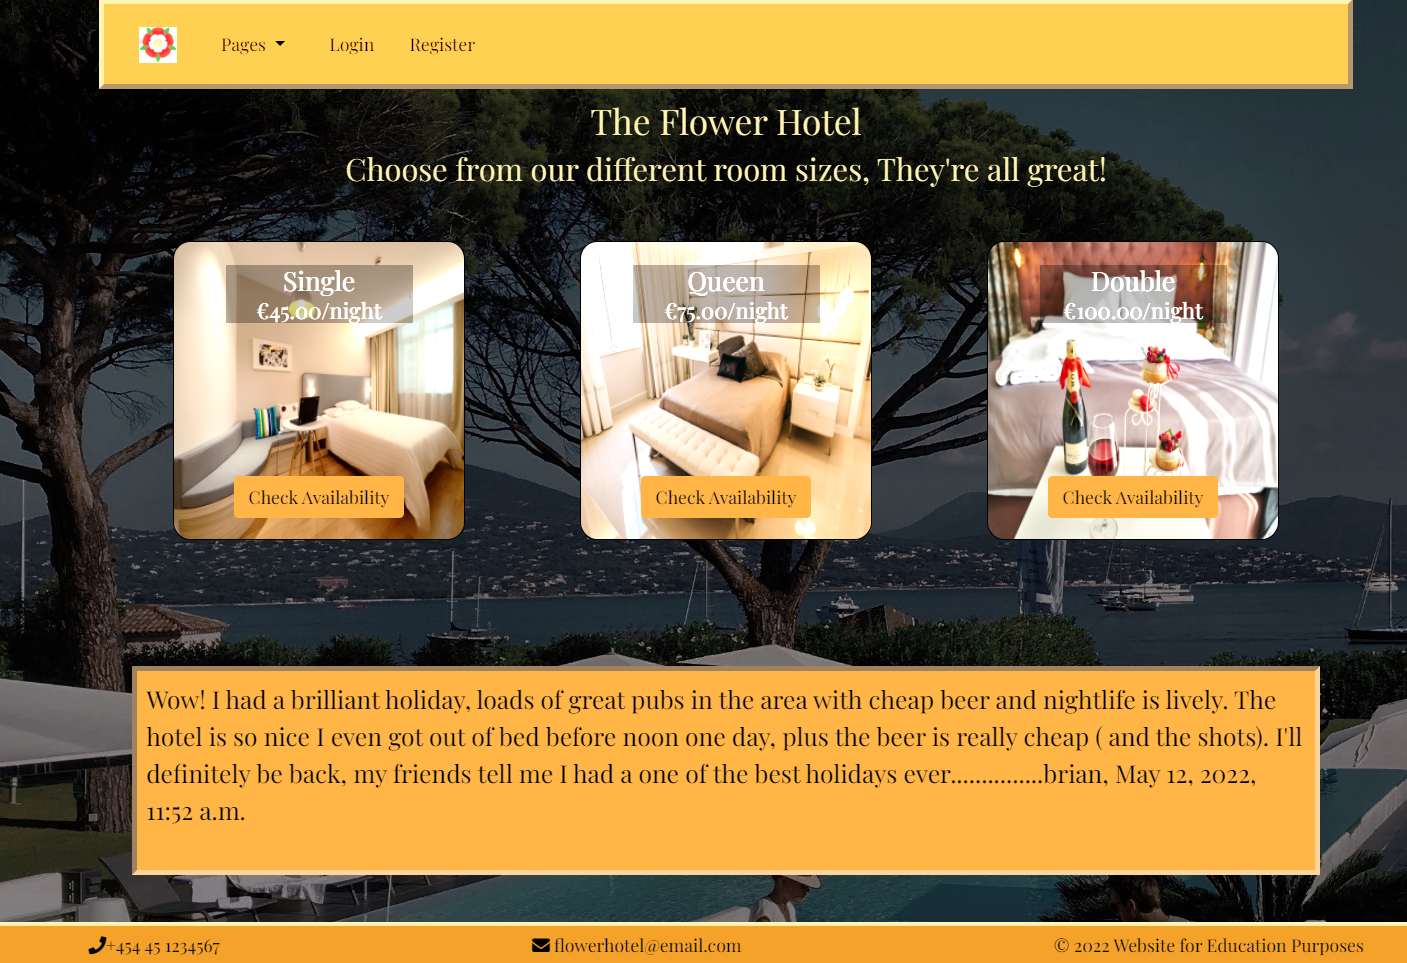 Pages
Login
Register
The Flower Hotel
Choose from our different room sizes, They're all great!
Single
€45.00/night
Check Availability
Queen
€75.00/night
Check Availability
Double
€100.00/night
Check Availability
Wow! I had a brilliant holiday, loads of great pubs in the area with cheap beer and nightlife is lively. The
hotel is so nice I even got out of bed before noon one day, plus the beer is really cheap ( and the shots). I'll
definitely be back, my friends tell me I had a one of the best holidays ever...............brian, May 12, 2022,
11:52 a.m.
+454 45 1234567
flowerhotel@email.com
© 2022 Website for Education Purposes